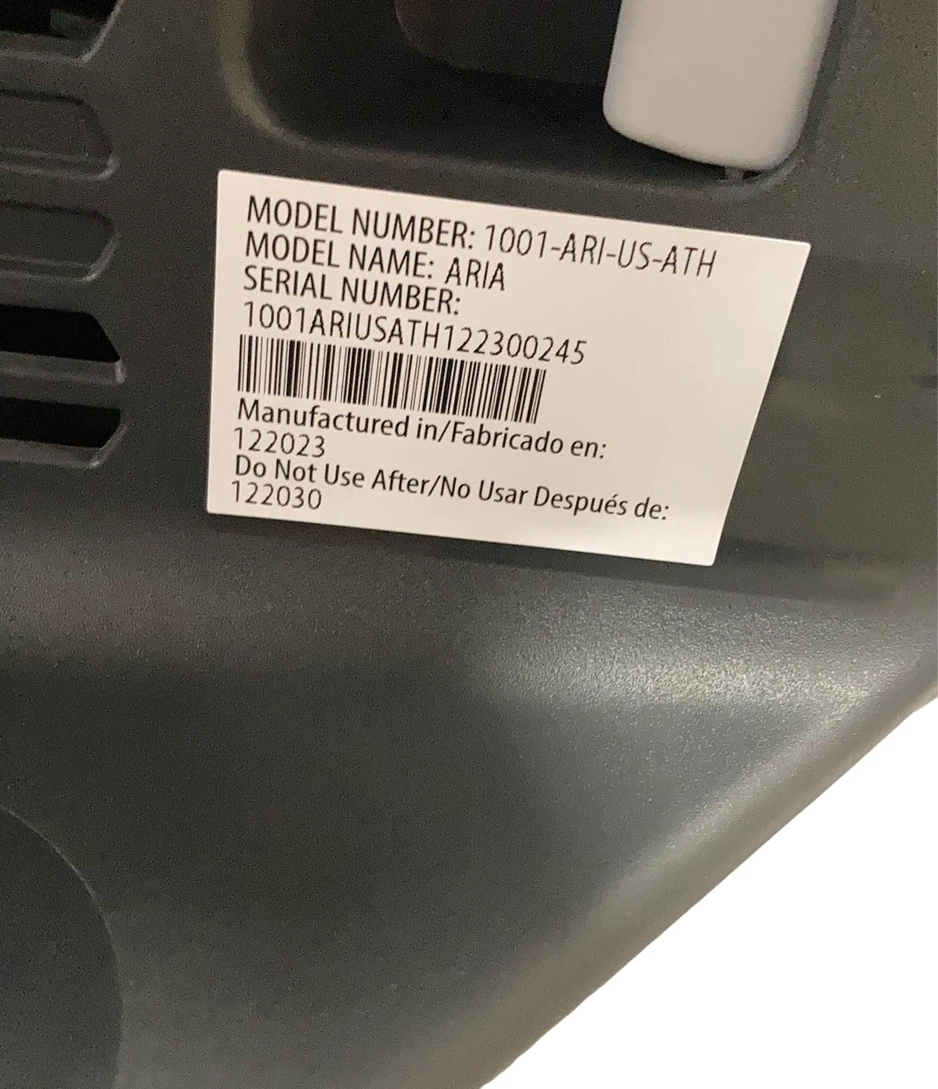 MODEL NUMBER: 1001-ARI-US-ATH
MODEL NAME: ARIA
SERIAL NUMBER:
1001ARIUSATH122300245
Manufactured in/Fabricado en:
122023
Do Not Use After/No Usar Después de:
122030